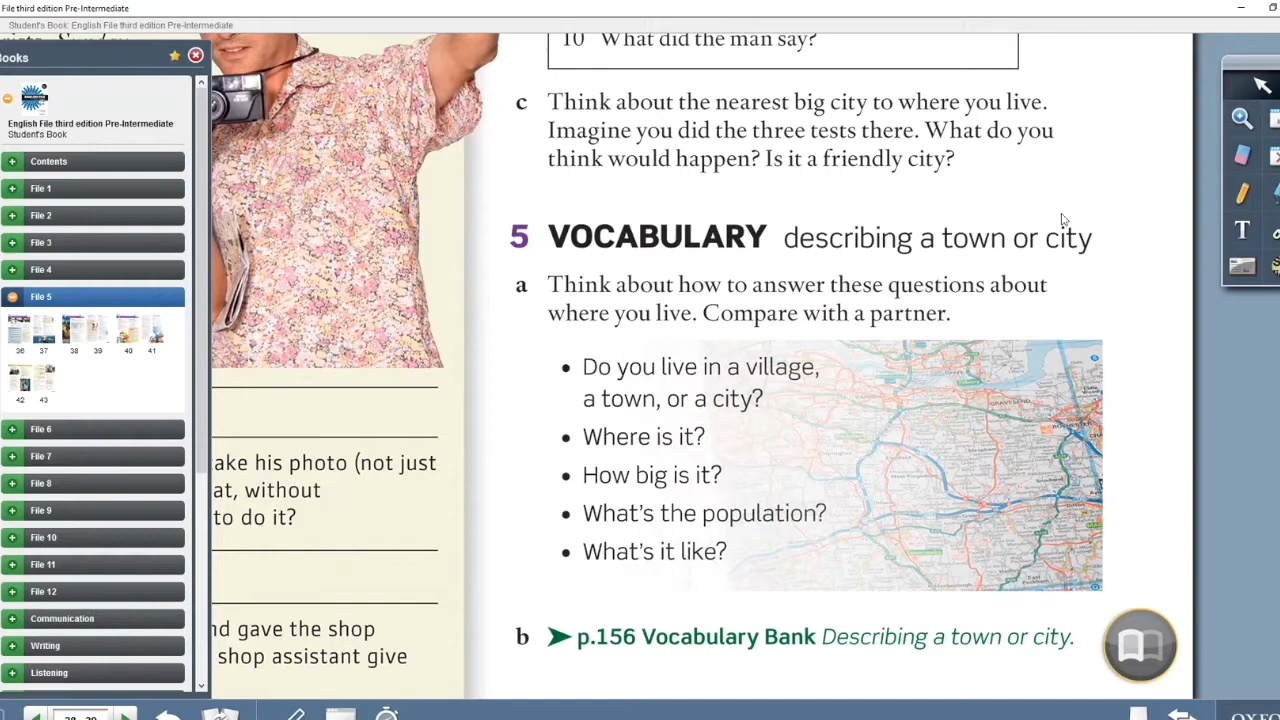 File third edition Pre-Intermediate
Student's Book: English File third edition Pre-Intermediate
Books
English File third edition Pre-Intermediate
Student's Book
Contents
File 1
File 2
File 3
File 4
File 5
36 37 38 39 40 41
42 43
File 6
File 7
File 8
File 9
File 10
File 11
File 12
Communication
Writing
Listening
take his photo (not just
at, without
to do it?
nd gave the shop
shop assistant give
10 What did the man say?
c Think about the nearest big city to where you live.
Imagine you did the three tests there. What do you
think would happen? Is it a friendly city?
5 VOCABULARY describing a town or city
a Think about how to answer these questions about
where you live. Compare with a partner.
• Do you live in a village,
a town, or a city?
• Where is it?
• How big is it?
• What's the population?
• What's it like?
b ➤ p.156 Vocabulary Bank Describing a town or city.
T
38-39